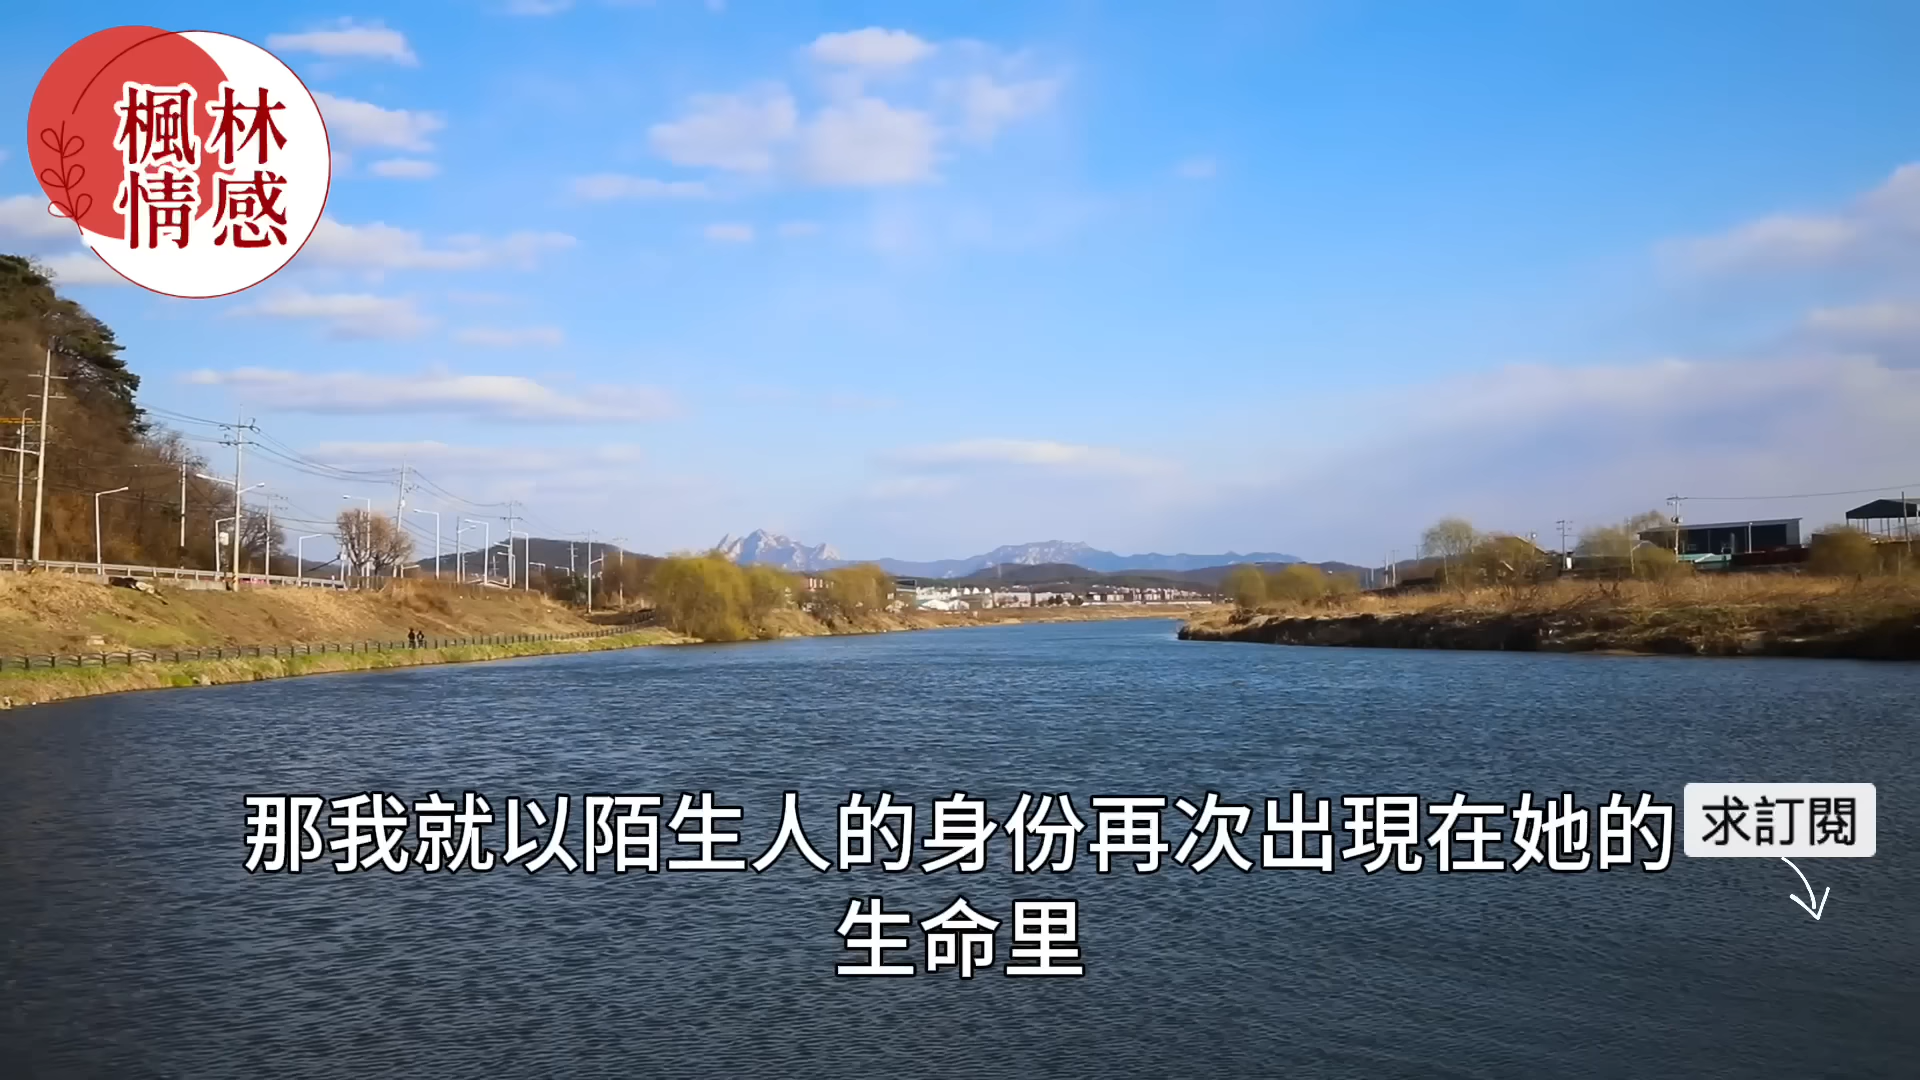 楓林
情感
那我就以陌生人的身份再次出現在她的
求訂閱
生命里